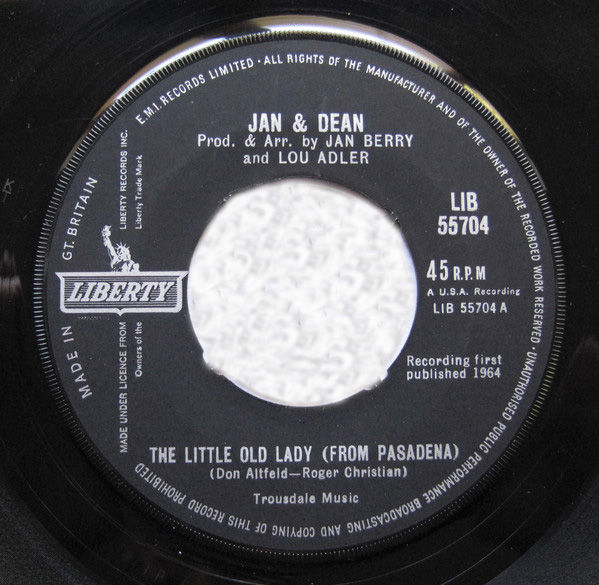 E.M.I. RECORDS LIMITED · ALL RIGHTS OF THE MANUFACTURER AND OF THE OWNER OF THE RECORDED WORK RESERVED · UNAUTHORISED PUBLIC PERFORMANCE BROADCASTING AND COPYING OF THIS RECORD PROHIBITED
MADE IN GT. BRITAIN
JAN & DEAN
Prod. & Arr. by JAN BERRY
and LOU ADLER
LIB
55704
LIBERTY RECORDS INC.
Liberty Trade Mark
LIBERTY
MADE UNDER LICENCE FROM
Owners of the
45 R.P.M
A U.S.A. Recording
LIB 55704 A
Recording first
published 1964
THE LITTLE OLD LADY (FROM PASADENA)
(Don Altfeld—Roger Christian)
Trousdale Music